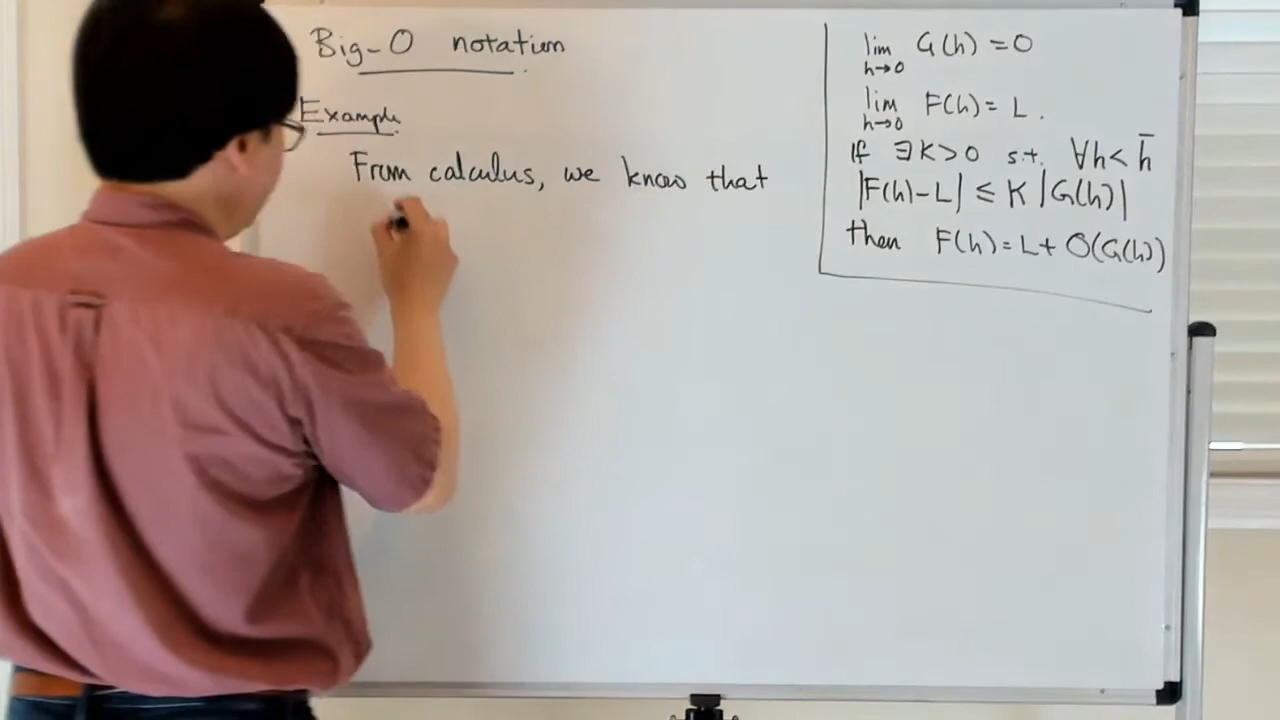 Big-O notation
Example
From calculus, we know that
lim G(h) = 0
h→0
lim F(h) = L.
h→0
If ∃K>0 s.t. ∀h< h̄
|F(h)-L| ≤ K |G(h)|
then F(h) = L + O(G(h))